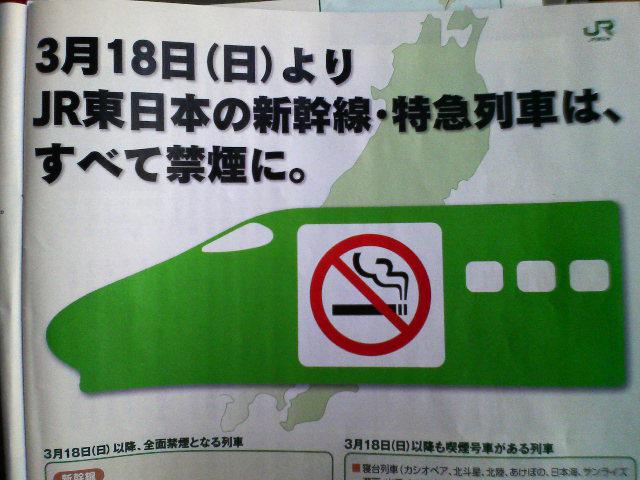 3月18日(日)より
JR東日本の新幹線・特急列車は、
すべて禁煙に。
JR
3月18日(日)以降、全面禁煙となる列車
3月18日(日)以降も喫煙号車がある列車
新幹線
■寝台列車(カシオペア、北斗星、北陸、あけぼの、日本海、サンライズ